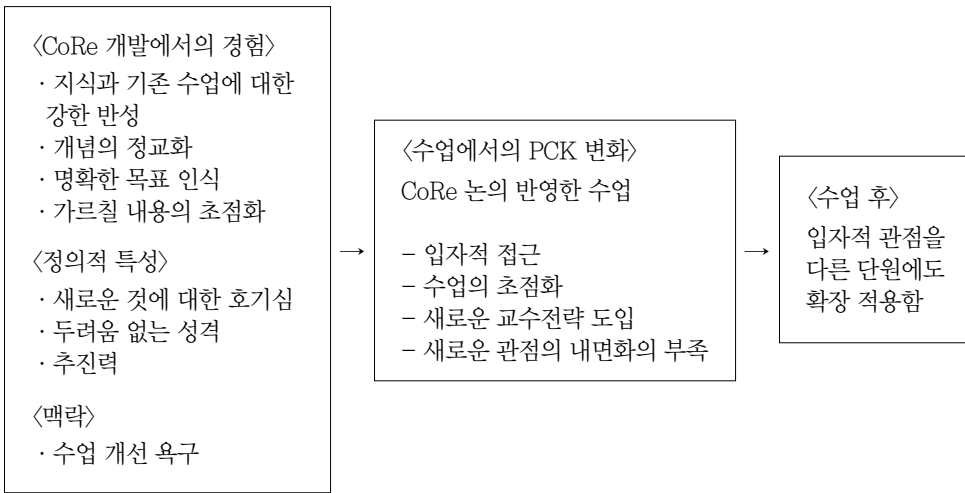 〈CoRe 개발에서의 경험〉
· 지식과 기존 수업에 대한
강한 반성
· 개념의 정교화
· 명확한 목표 인식
· 가르칠 내용의 초점화
〈정의적 특성〉
· 새로운 것에 대한 호기심
· 두려움 없는 성격
· 추진력
〈맥락〉
· 수업 개선 욕구
→
〈수업에서의 PCK 변화〉
CoRe 논의 반영한 수업
– 입자적 접근
– 수업의 초점화
– 새로운 교수전략 도입
– 새로운 관점의 내면화의 부족
→
〈수업 후〉
입자적 관점을
다른 단원에도
확장 적용함